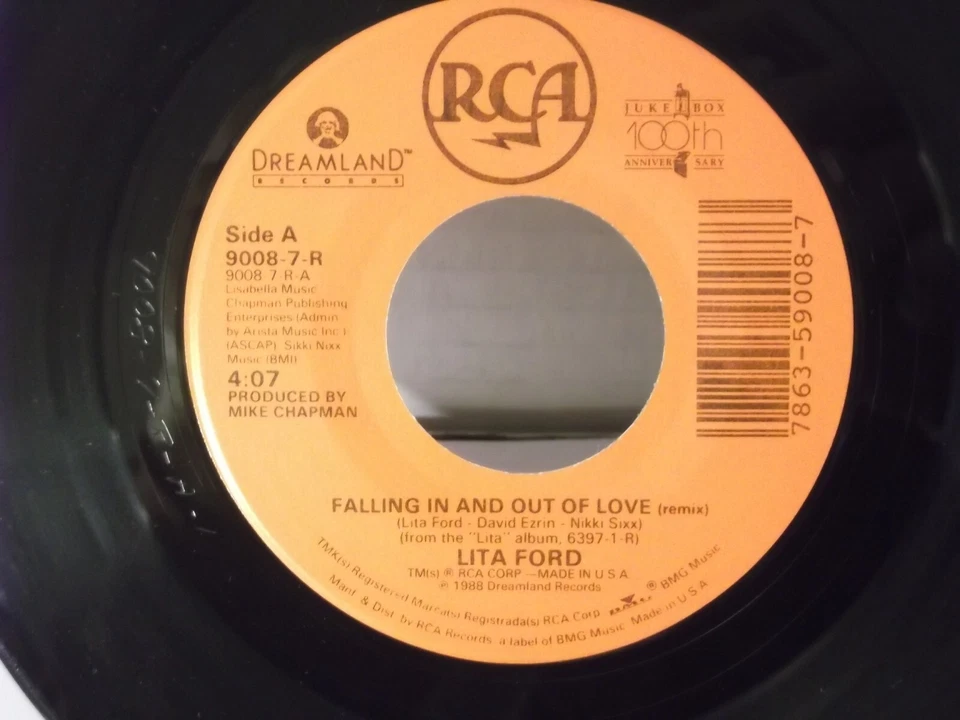 RCA
JUKE BOX
100th
ANNIVERSARY
DREAMLAND™
RECORDS
Side A
9008-7-R
9008 7-R-A
Lisabella Music
Chapman Publishing
Enterprises (Admin
by Arista Music Inc.)
(ASCAP) Sikki Nixx
Music (BMI)
4:07
PRODUCED BY
MIKE CHAPMAN
7863-59008-7
FALLING IN AND OUT OF LOVE (remix)
(Lita Ford - David Ezrin - Nikki Sixx)
(from the "Lita" album, 6397-1-R)
LITA FORD
TM(s) ® RCA CORP —MADE IN U S A
℗ 1988 Dreamland Records
TMK(s) Registered Marca(s) Registrada(s) RCA Corp BMG ® BMG Music
Manf. & Dist. by RCA Records a label of BMG Music Made in U S A